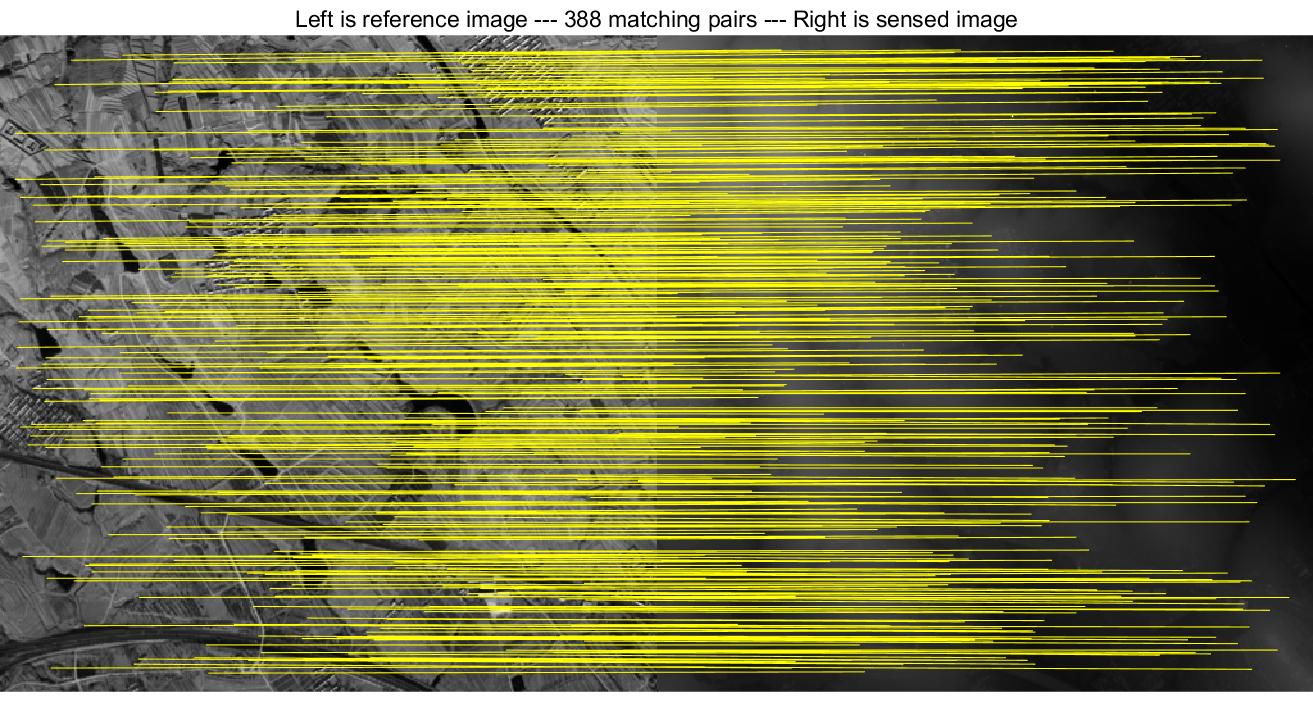 Left is reference image --- 388 matching pairs --- Right is sensed image